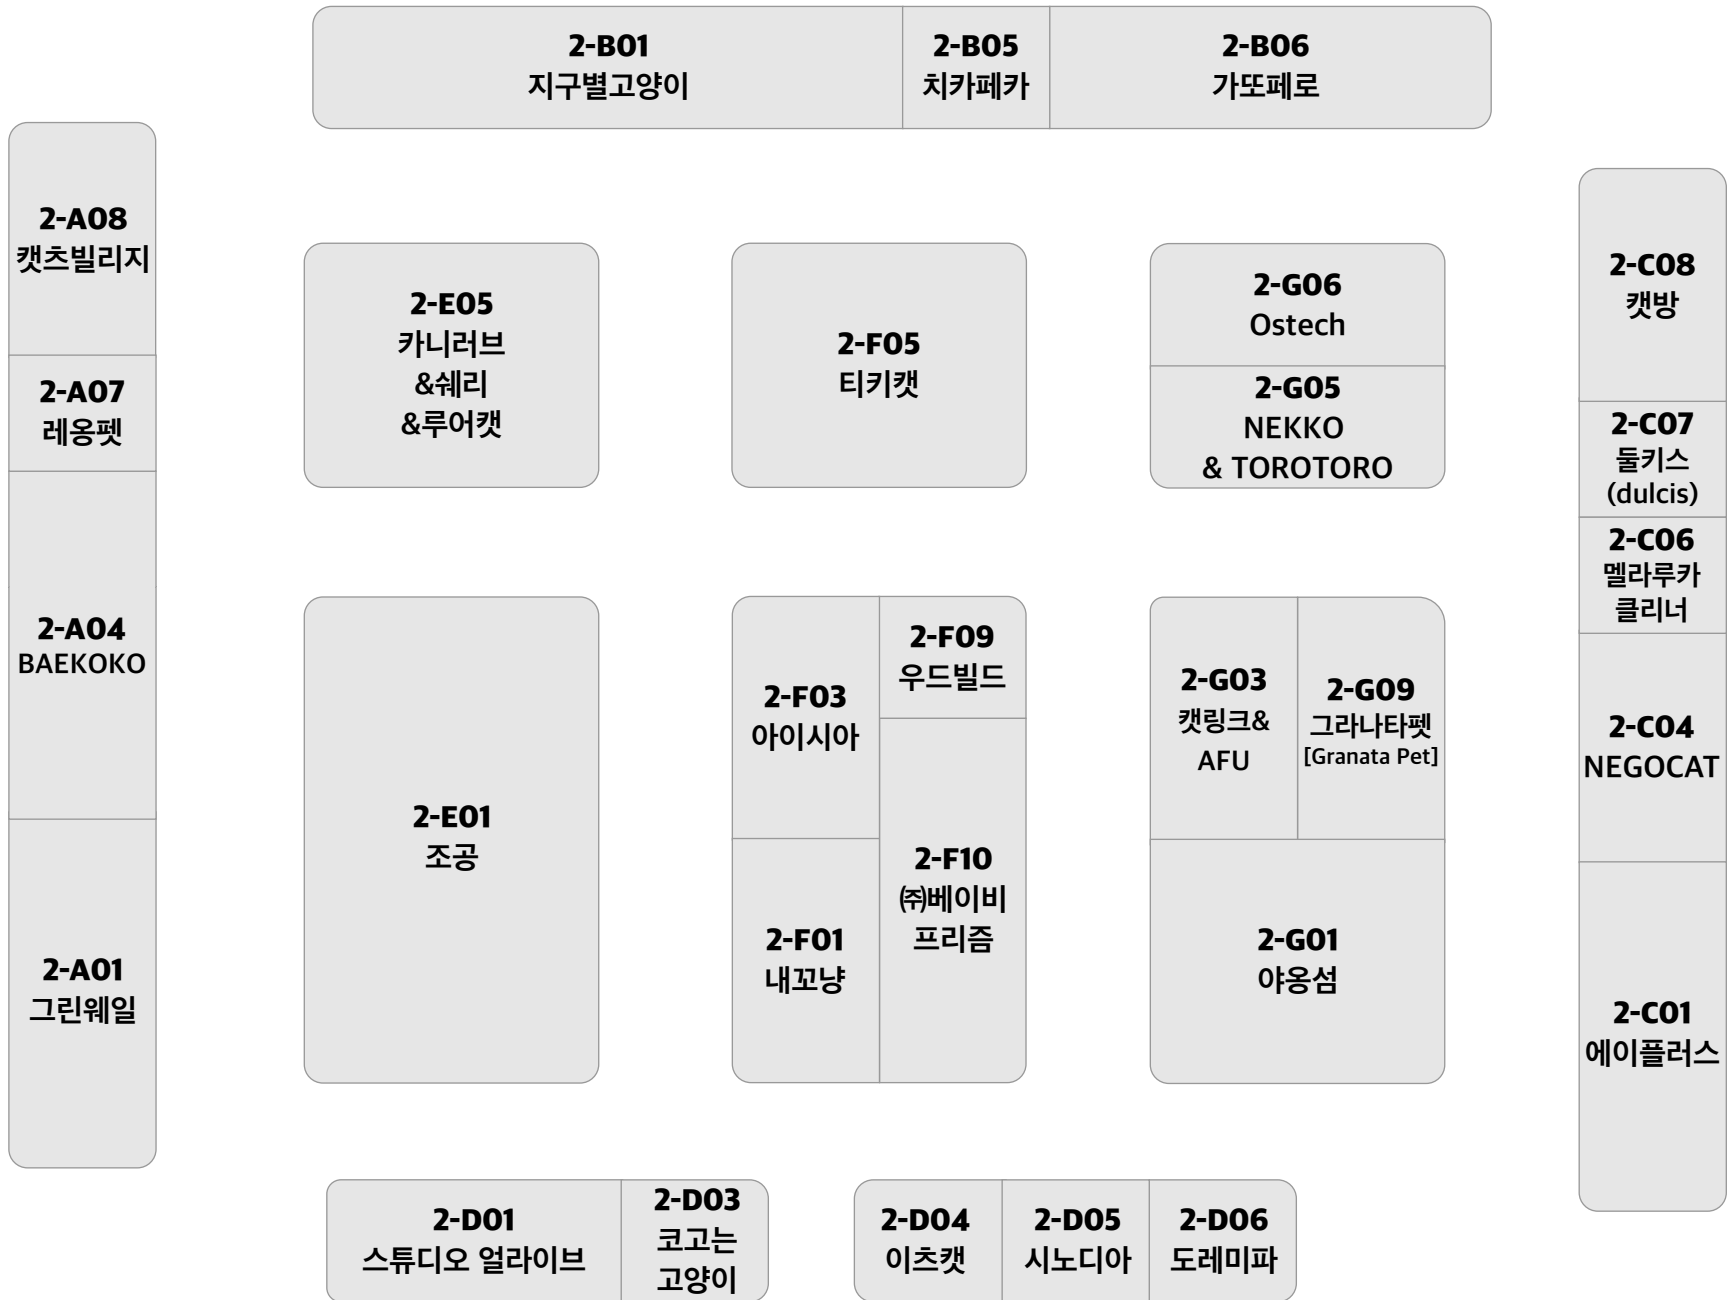 2-B01
지구별고양이
2-B05
치카페카
2-B06
가또페로
2-A08
캣츠빌리지
2-A07
레옹펫
2-A04
BAEKOKO
2-A01
그린웨일
2-E05
카니러브
&쉐리
&루어캣
2-F05
티키캣
2-G06
Ostech
2-G05
NEKKO
& TOROTORO
2-E01
조공
2-F03
아이시아
2-F09
우드빌드
2-F01
내꼬냥
2-F10
㈜베이비
프리즘
2-G03
캣링크&
AFU
2-G09
그라나타펫
[Granata Pet]
2-G01
야옹섬
2-C08
캣방
2-C07
둘키스
(dulcis)
2-C06
멜라루카
클리너
2-C04
NEGOCAT
2-C01
에이플러스
2-D01
스튜디오 얼라이브
2-D03
코고는
고양이
2-D04
이츠캣
2-D05
시노디아
2-D06
도레미파